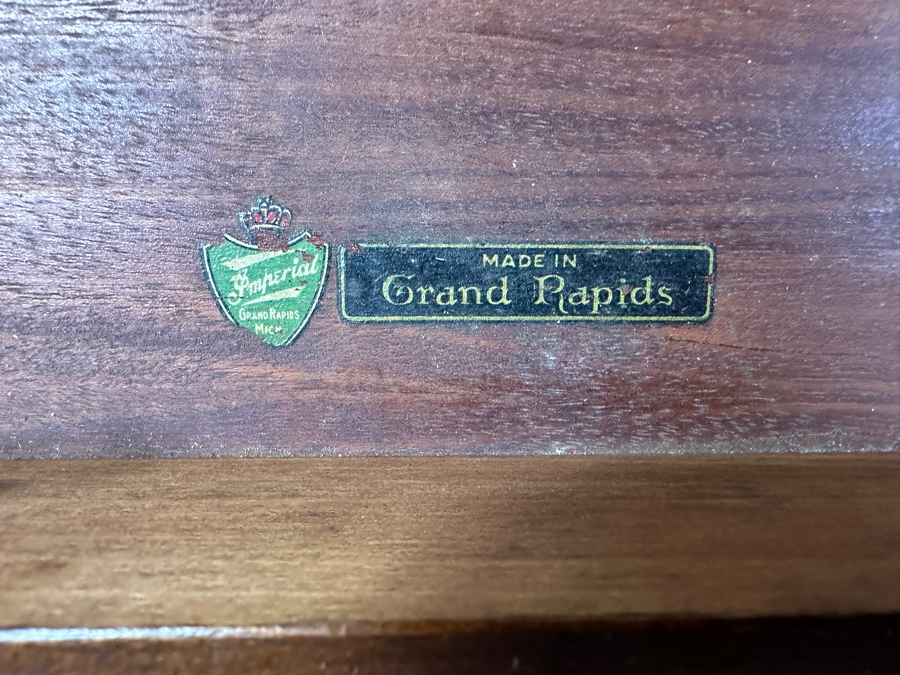 Imperial
GRAND RAPIDS
MICH.
MADE IN
Grand Rapids